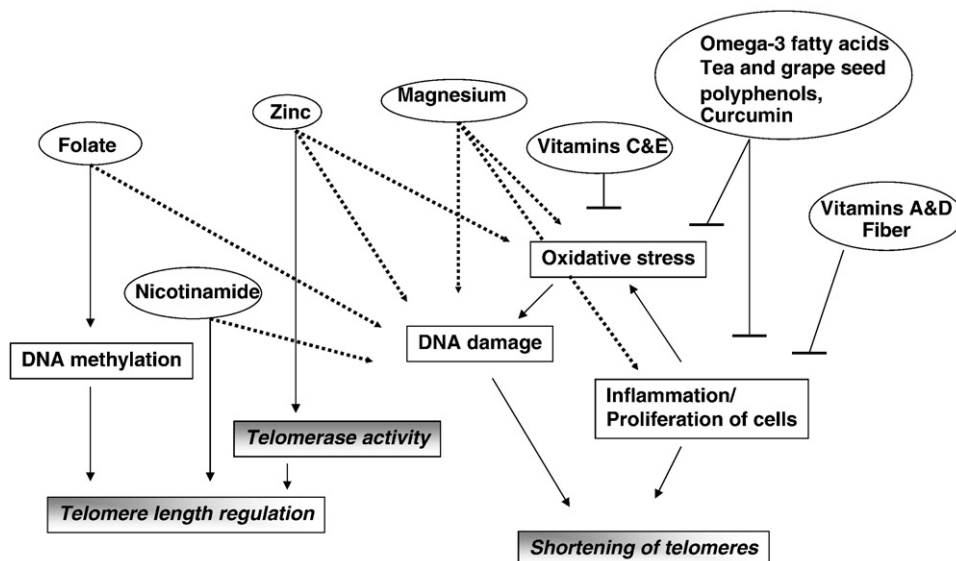 Omega-3 fatty acids
Tea and grape seed
polyphenols,
Curcumin
Magnesium
Zinc
Folate
Vitamins C&E
Vitamins A&D
Fiber
Oxidative stress
Nicotinamide
DNA damage
DNA methylation
Inflammation/
Proliferation of cells
Telomerase activity
Telomere length regulation
Shortening of telomeres